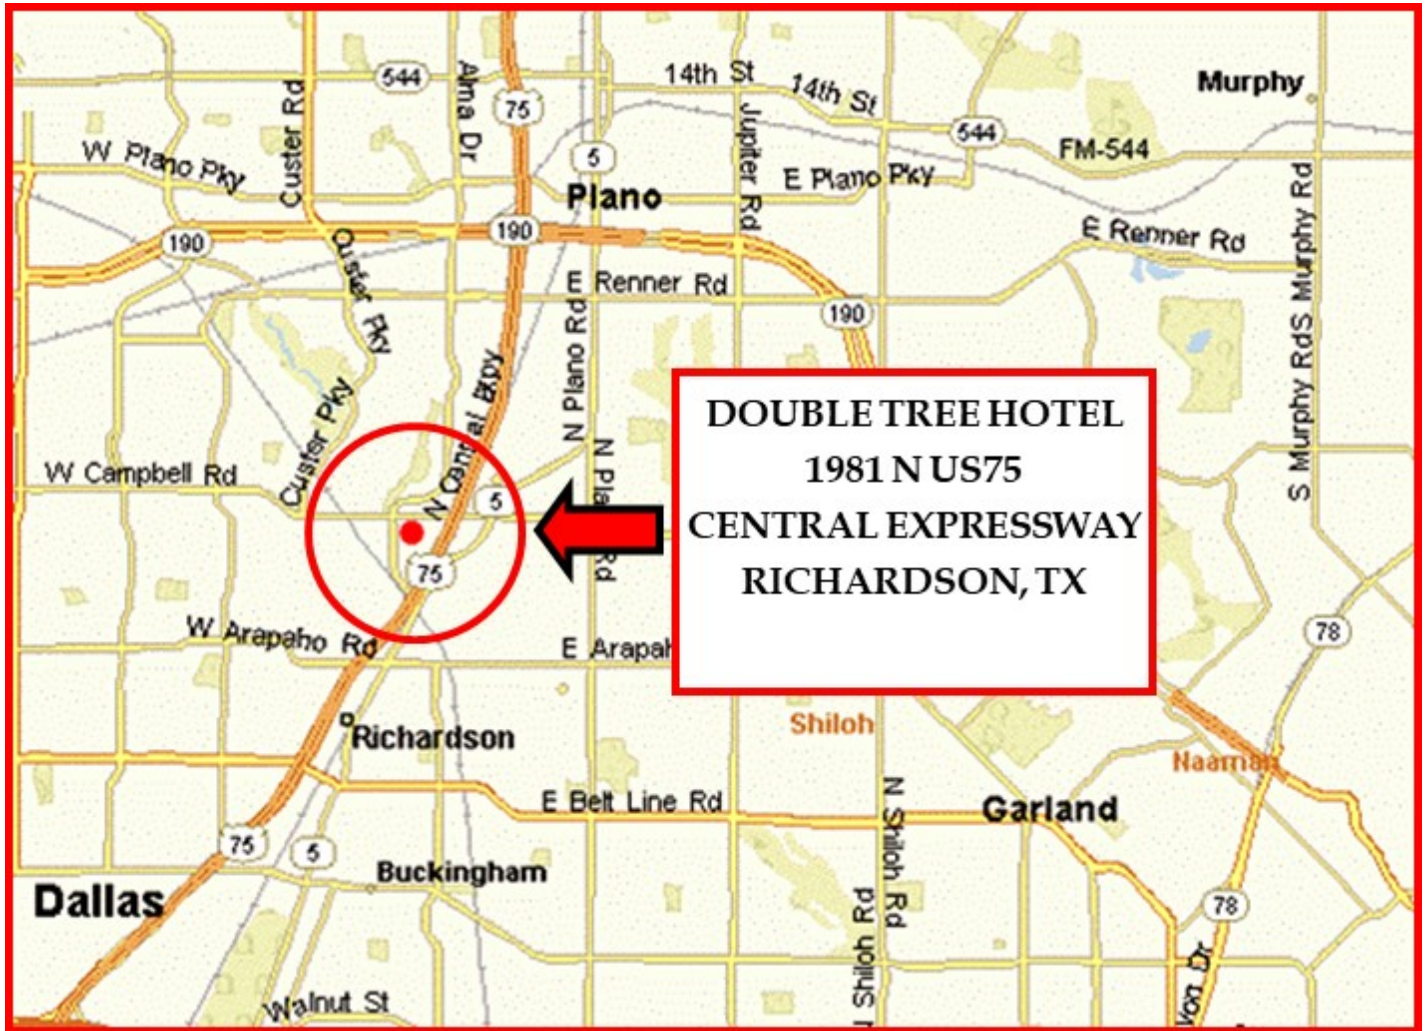 544
14th St
14th St
Murphy
Custer Rd
Alma Dr
75
Jupiter Rd
544
FM-544
W Plano Pky
5
Plano
E Plano Pky
190
190
E Renner Rd
S Murphy Rd
S Murphy Rd
Custer Pky
E Renner Rd
190
N Plano Rd
N Central Expy
DOUBLE TREE HOTEL
1981 N US75
CENTRAL EXPRESSWAY
RICHARDSON, TX
W Campbell Rd
Custer Pky
5
N Pla
Rd
75
W Arapaho Rd
E Arapah
78
Shiloh
Richardson
Naaman
E Belt Line Rd
N Shiloh Rd
Garland
75
5
Buckingham
Dallas
78
N Shiloh Rd
Walnut St
von Dr